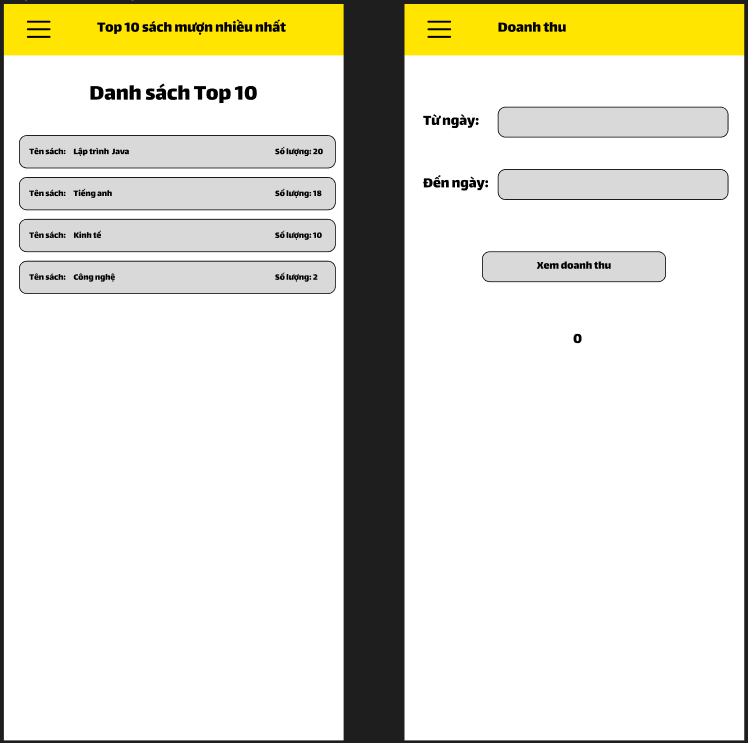 Top 10 sách mượn nhiều nhất
Danh sách Top 10
Tên sách: Lập trình Java Số lượng: 20
Tên sách: Tiếng anh Số lượng: 18
Tên sách: Kinh tế Số lượng: 10
Tên sách: Công nghệ Số lượng: 2
Doanh thu
Từ ngày:
Đến ngày:
Xem doanh thu
0